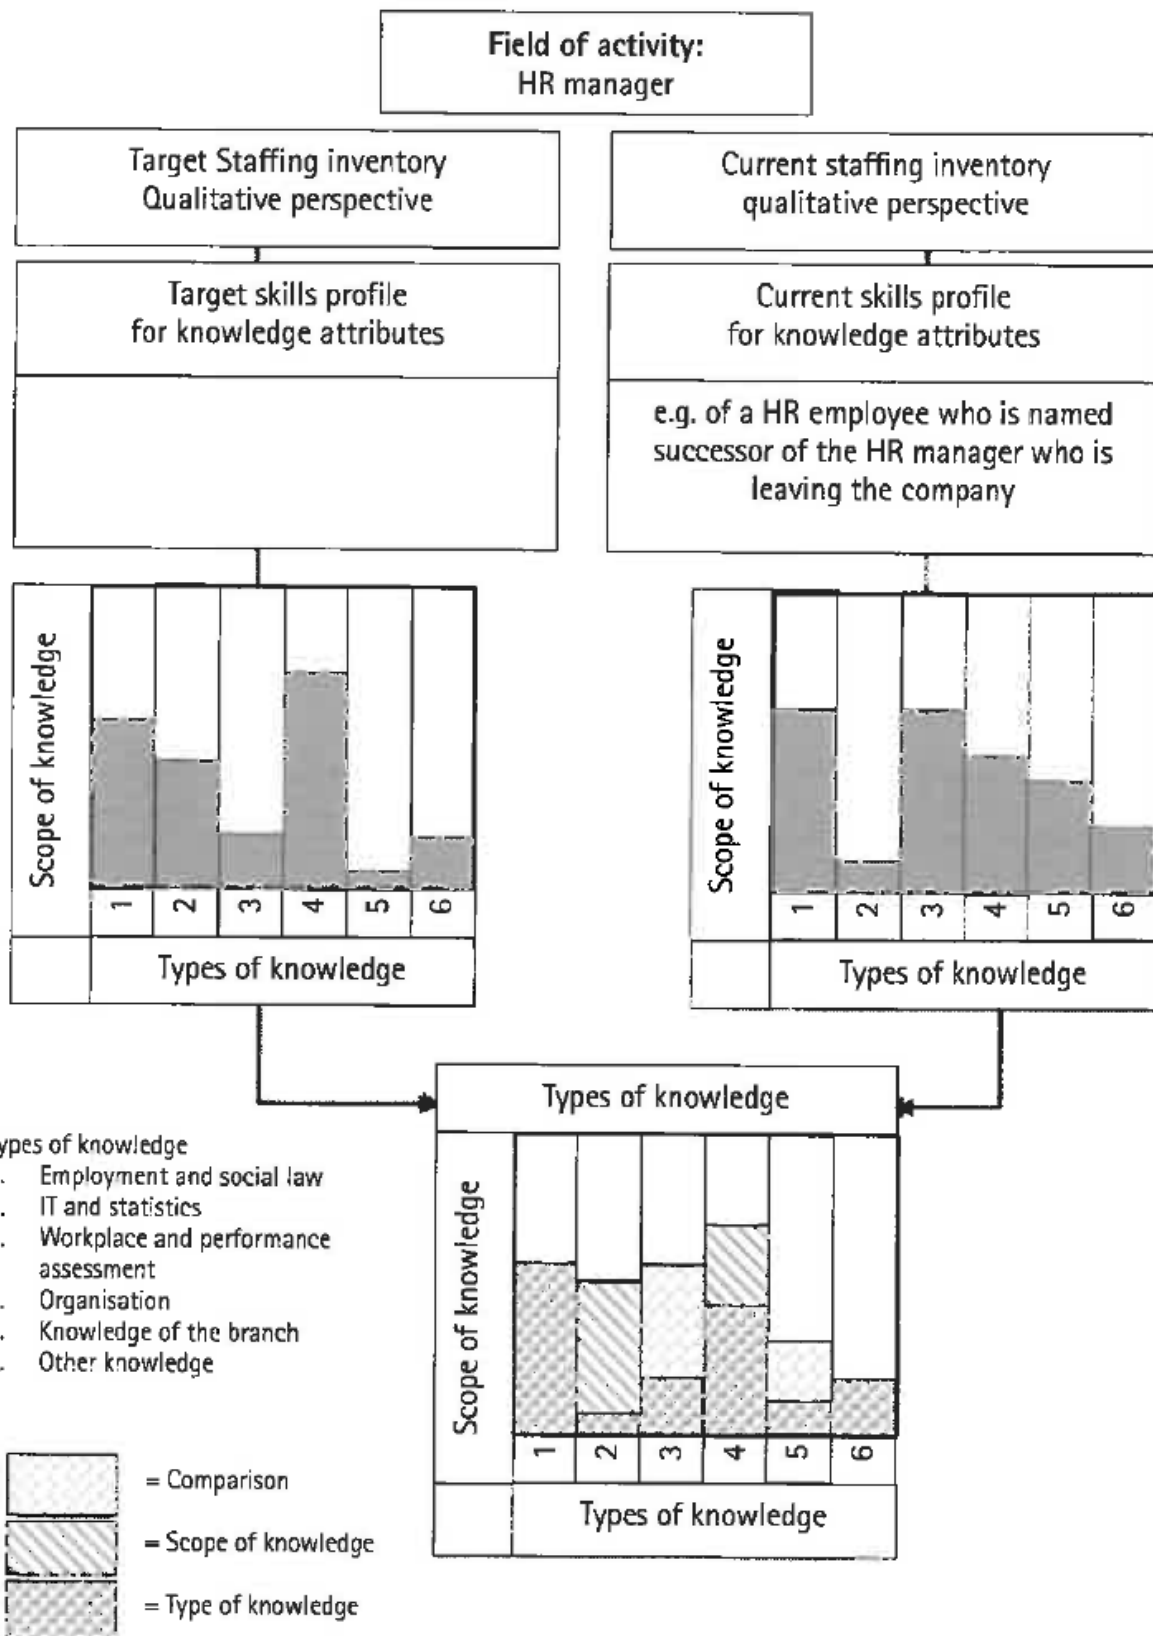 Field of activity:
HR manager
Target Staffing inventory
Qualitative perspective
Current staffing inventory
qualitative perspective
Target skills profile
for knowledge attributes
Current skills profile
for knowledge attributes
e.g. of a HR employee who is named
successor of the HR manager who is
leaving the company
Scope of knowledge
1 2 3 4 5 6
Types of knowledge
Scope of knowledge
1 2 3 4 5 6
Types of knowledge
Types of knowledge
Scope of knowledge
1 2 3 4 5 6
Types of knowledge
ypes of knowledge
. Employment and social law
. IT and statistics
. Workplace and performance
assessment
. Organisation
. Knowledge of the branch
. Other knowledge
= Comparison
= Scope of knowledge
= Type of knowledge